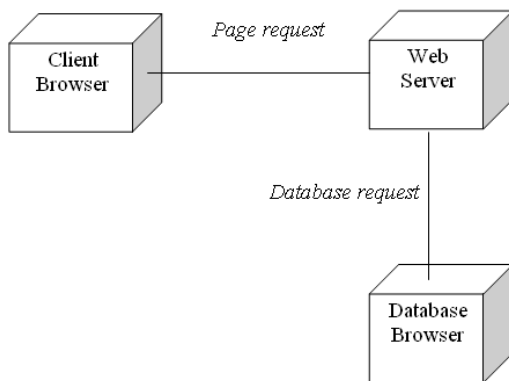 Page request
Client
Browser
Web
Server
Database request
Database
Browser